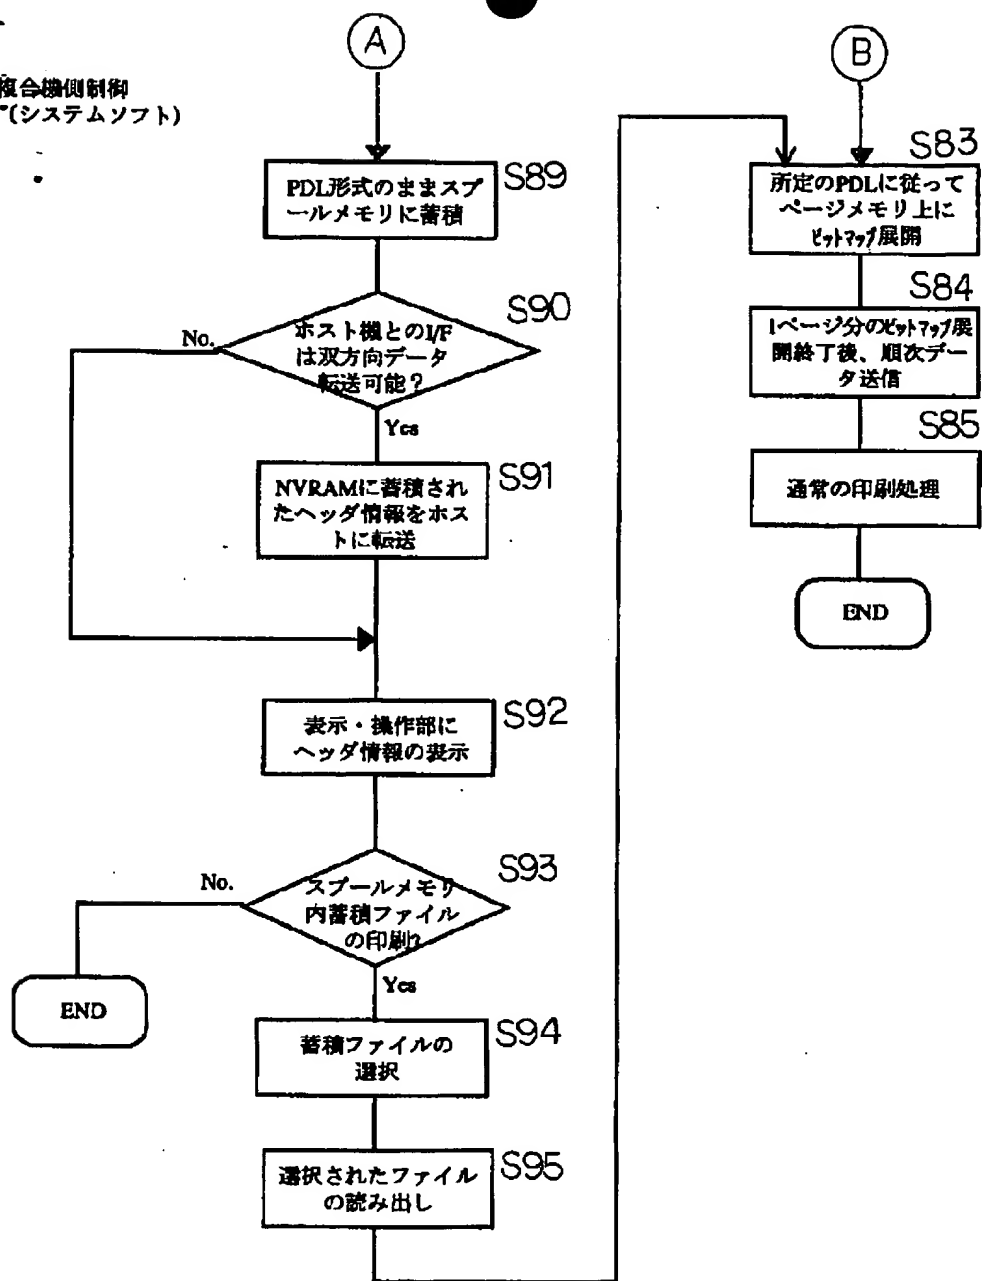 複合機側制御
(システムソフト)
A
S89
PDL形式のままスプ
ールメモリに蓄積
S90
ホスト機とのI/F
は双方向データ
転送可能？
No.
Yes
S91
NVRAMに蓄積され
たヘッダ情報をホス
トに転送
S92
表示・操作部に
ヘッダ情報の表示
S93
スプールメモリ
内蓄積ファイル
の印刷?
No.
END
Yes
S94
蓄積ファイルの
選択
S95
選択されたファイル
の読み出し
B
S83
所定のPDLに従って
ページメモリ上に
ビットマップ展開
S84
1ページ分のビットマップ展
開終了後、順次デー
タ送信
S85
通常の印刷処理
END